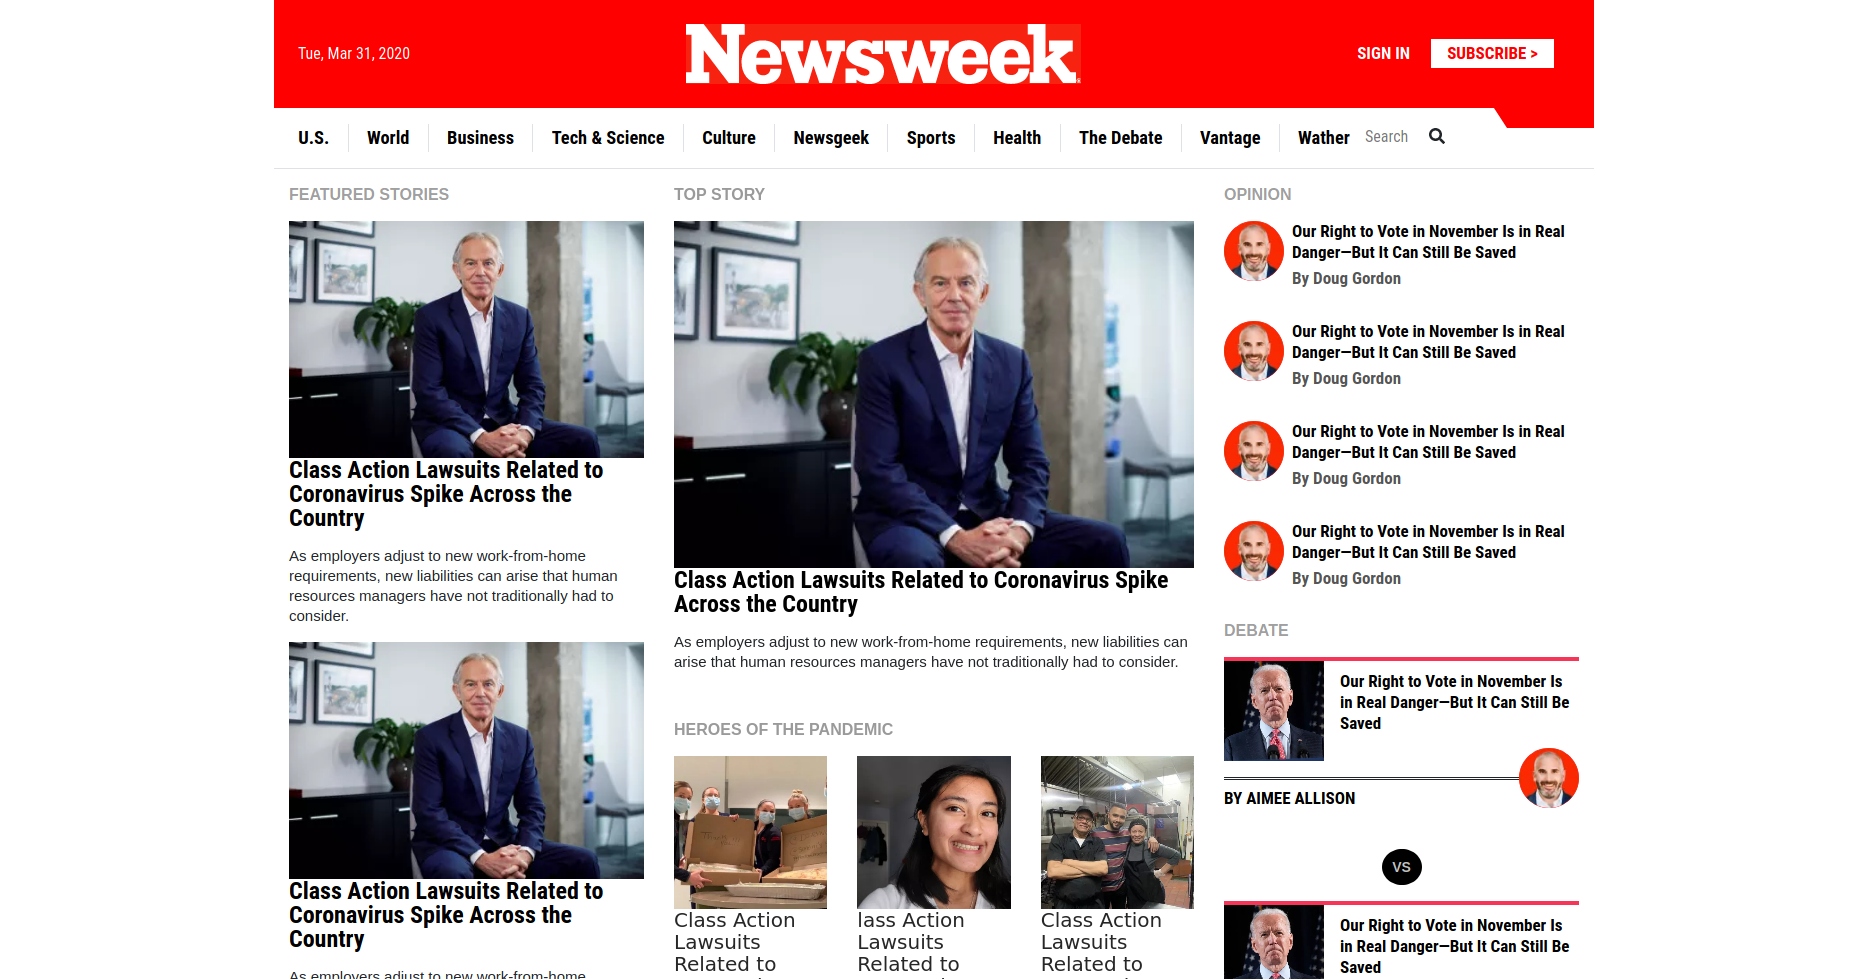 Tue, Mar 31, 2020
Newsweek
SIGN IN
SUBSCRIBE >
U.S.
World
Business
Tech & Science
Culture
Newsgeek
Sports
Health
The Debate
Vantage
Wather
Search
FEATURED STORIES
Class Action Lawsuits Related to
Coronavirus Spike Across the
Country
As employers adjust to new work-from-home
requirements, new liabilities can arise that human
resources managers have not traditionally had to
consider.
Class Action Lawsuits Related to
Coronavirus Spike Across the
Country
As employers adjust to new work-from-home
TOP STORY
Class Action Lawsuits Related to Coronavirus Spike
Across the Country
As employers adjust to new work-from-home requirements, new liabilities can
arise that human resources managers have not traditionally had to consider.
HEROES OF THE PANDEMIC
Class Action
Lawsuits
Related to
lass Action
Lawsuits
Related to
Class Action
Lawsuits
Related to
OPINION
Our Right to Vote in November Is in Real
Danger—But It Can Still Be Saved
By Doug Gordon
Our Right to Vote in November Is in Real
Danger—But It Can Still Be Saved
By Doug Gordon
Our Right to Vote in November Is in Real
Danger—But It Can Still Be Saved
By Doug Gordon
Our Right to Vote in November Is in Real
Danger—But It Can Still Be Saved
By Doug Gordon
DEBATE
Our Right to Vote in November Is
in Real Danger—But It Can Still Be
Saved
BY AIMEE ALLISON
VS
Our Right to Vote in November Is
in Real Danger—But It Can Still Be
Saved